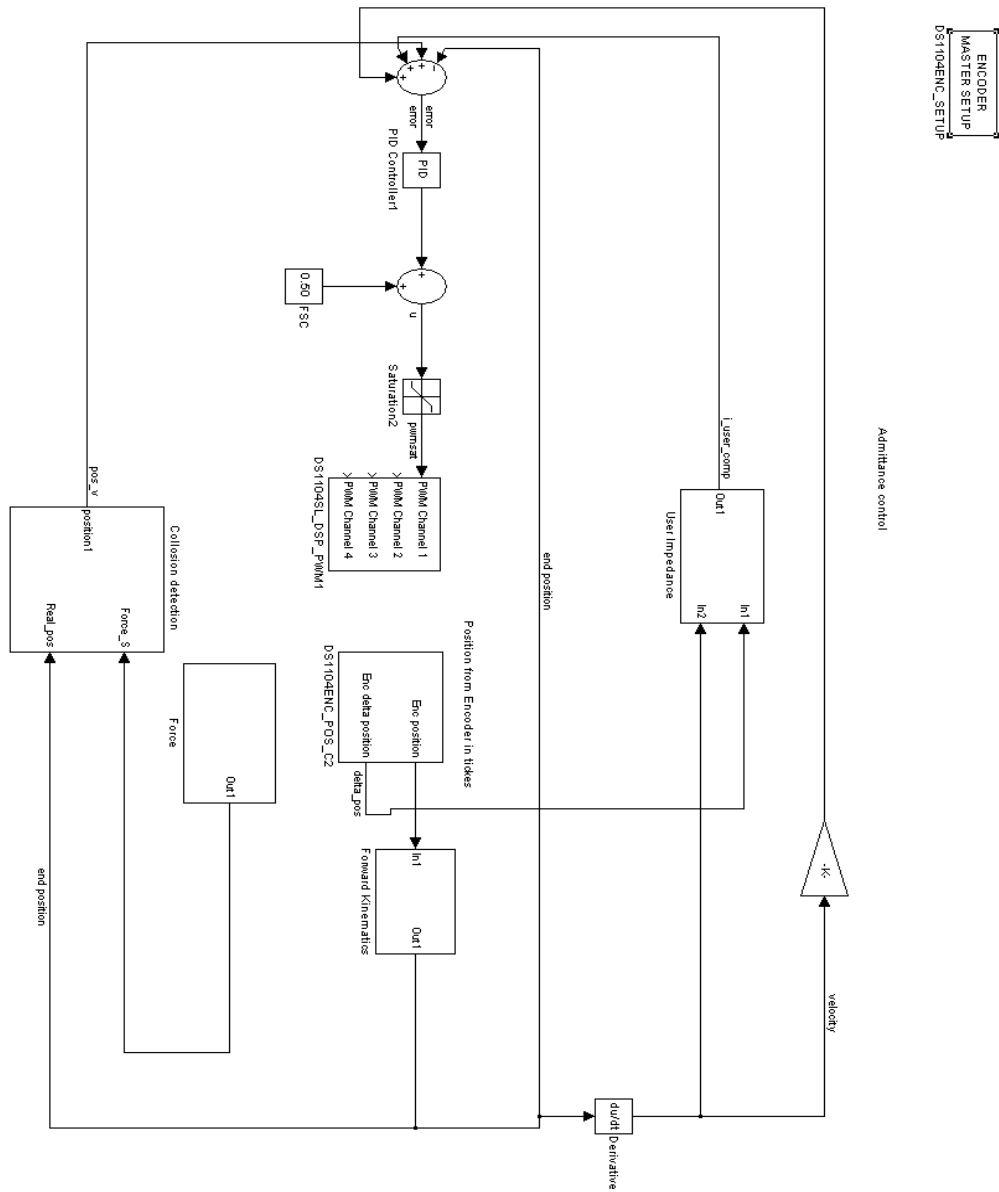 ENCODER
MASTER SETUP
DS1104ENC_SETUP
Admittance control
-K-
velocity
i_user_comp
Out1
In1
In2
User Impedance
du/dt
Derivative
end position
+
+
+
−
error
error
PID
PID Controller1
+
+
0.50
FSC
u
Saturation2
pwmsat
PWM Channel 1
PWM Channel 2
PWM Channel 3
PWM Channel 4
DS1104SL_DSP_PWM1
Position from Encoder in tickes
Enc position
Enc delta position
DS1104ENC_POS_C2
delta_pos
In1
Out1
Forward Kinematics
pos_v
Collosion detection
position1
Force_S
Real_pos
Out1
Force
end position